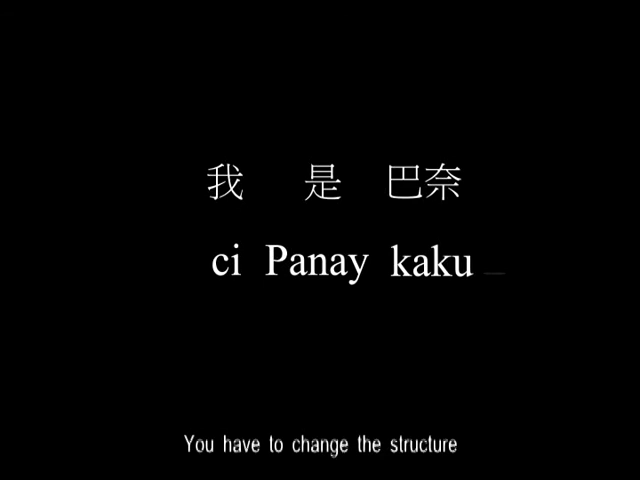 我 是 巴奈
ci Panay kaku
You have to change the structure